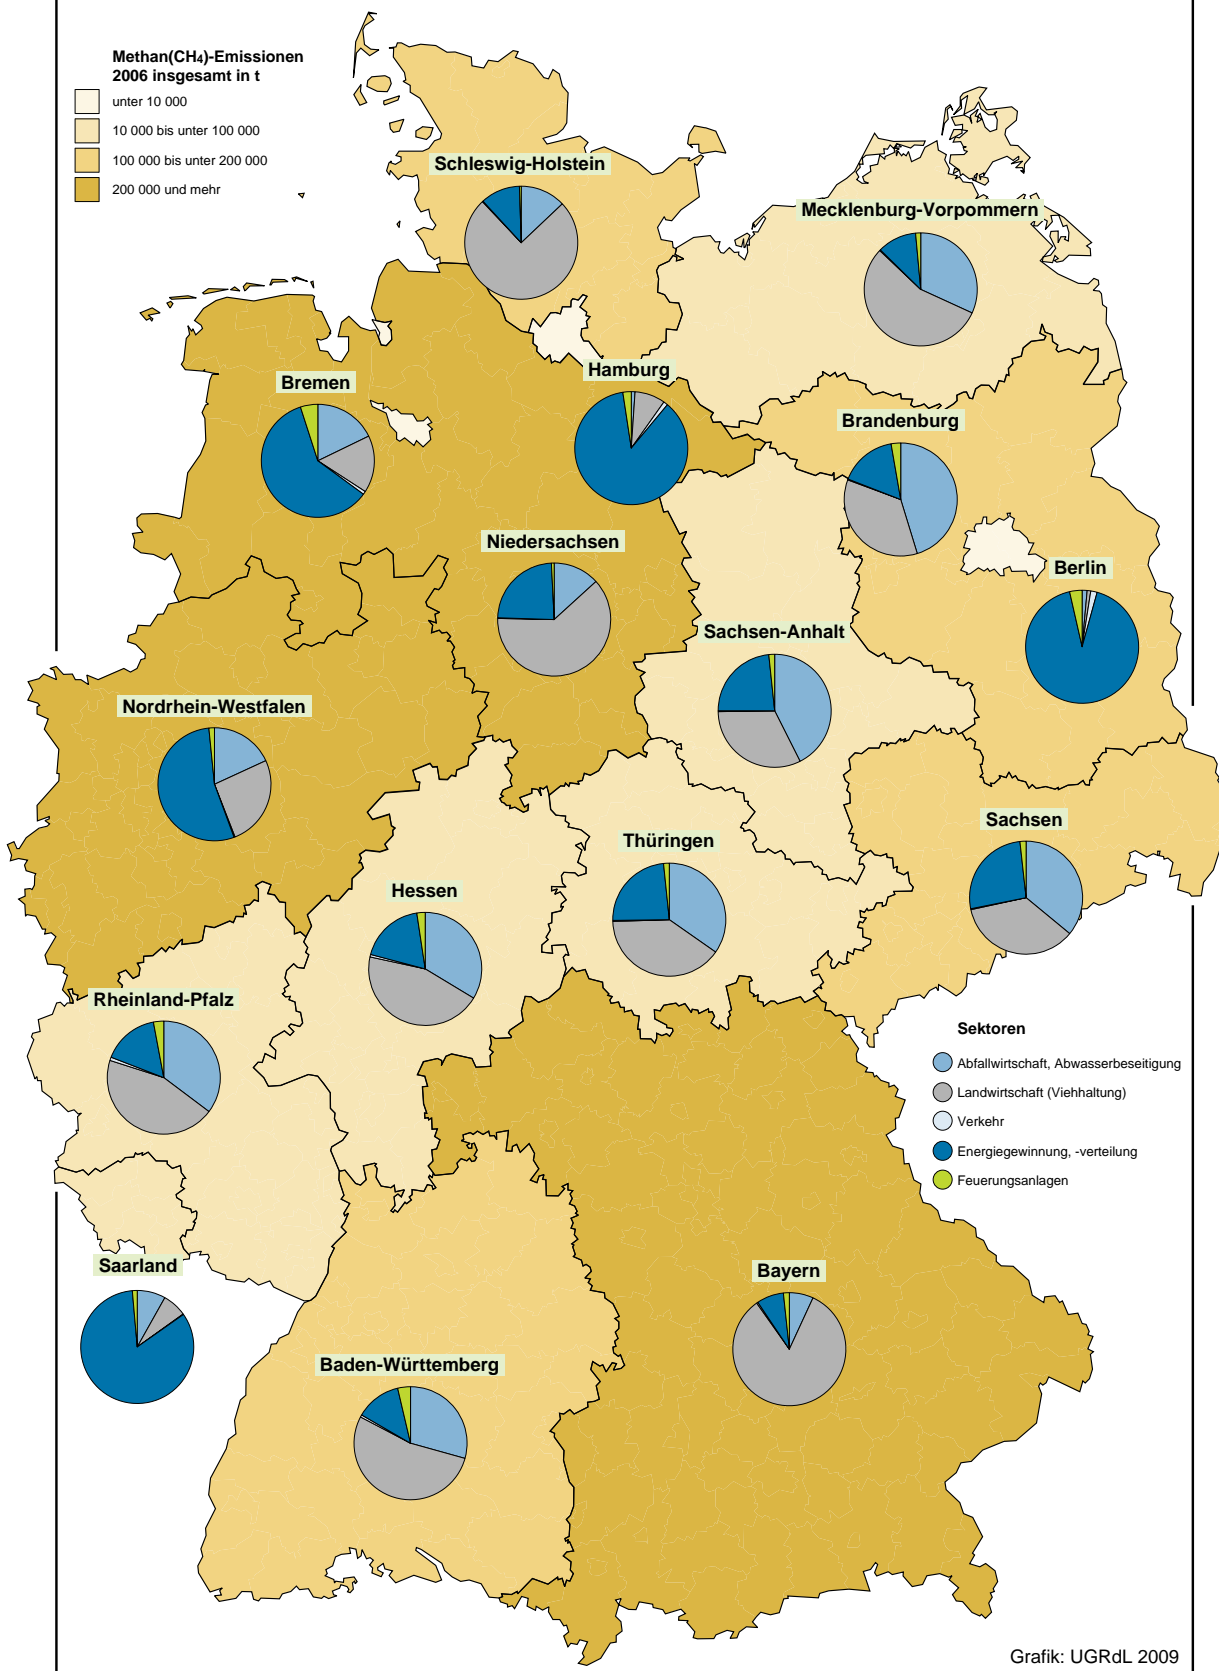 Methan(CH₄)-Emissionen
2006 insgesamt in t
unter 10 000
10 000 bis unter 100 000
100 000 bis unter 200 000
200 000 und mehr
Schleswig-Holstein
Mecklenburg-Vorpommern
Hamburg
Bremen
Brandenburg
Niedersachsen
Berlin
Sachsen-Anhalt
Nordrhein-Westfalen
Sachsen
Thüringen
Hessen
Rheinland-Pfalz
Sektoren
Abfallwirtschaft, Abwasserbeseitigung
Landwirtschaft (Viehhaltung)
Verkehr
Energiegewinnung, -verteilung
Feuerungsanlagen
Saarland
Bayern
Baden-Württemberg
Grafik: UGRdL 2009